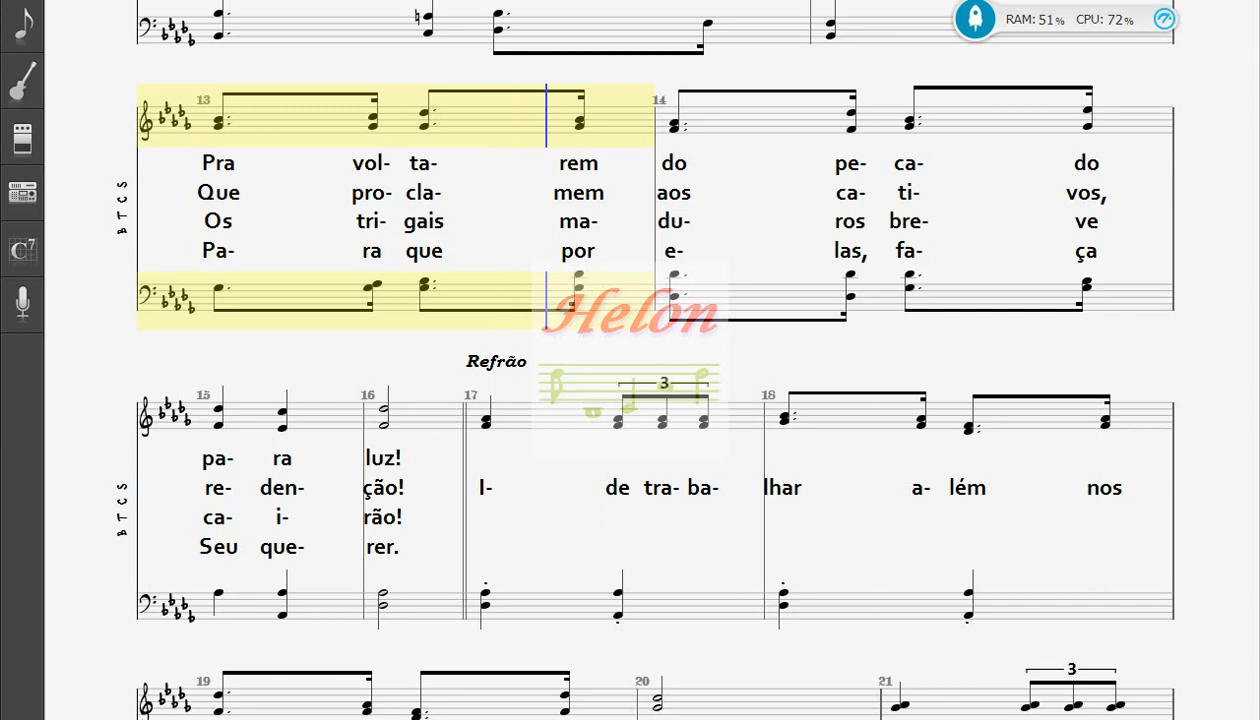 RAM: 51% CPU: 72%
13 14
Pra vol- ta- rem do pe- ca- do
Que pro- cla- mem aos ca- ti- vos,
Os tri- gais ma- du- ros bre- ve
Pa- ra que por e- las, fa- ça
S
C
T
B
C7
Helon
Refrão
3
15 16 17 18
pa- ra luz!
re- den- ção! I- de tra- ba- lhar a- lém nos
ca- i- rão!
Seu que- rer.
S
C
T
B
3
19 20 21